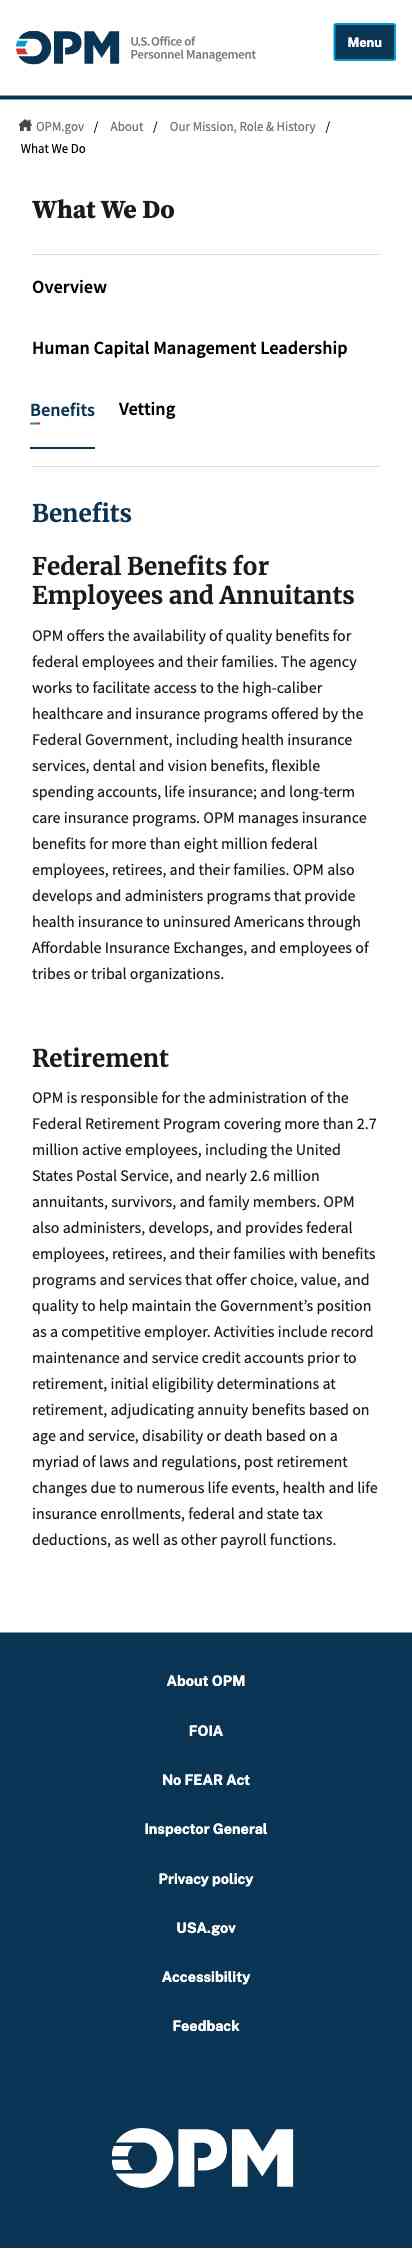 OPM U.S. Office of
Personnel Management
Menu
OPM.gov / About / Our Mission, Role & History /
What We Do
What We Do
Overview
Human Capital Management Leadership
Benefits Vetting
Benefits
Federal Benefits for
Employees and Annuitants
OPM offers the availability of quality benefits for
federal employees and their families. The agency
works to facilitate access to the high-caliber
healthcare and insurance programs offered by the
Federal Government, including health insurance
services, dental and vision benefits, flexible
spending accounts, life insurance; and long-term
care insurance programs. OPM manages insurance
benefits for more than eight million federal
employees, retirees, and their families. OPM also
develops and administers programs that provide
health insurance to uninsured Americans through
Affordable Insurance Exchanges, and employees of
tribes or tribal organizations.
Retirement
OPM is responsible for the administration of the
Federal Retirement Program covering more than 2.7
million active employees, including the United
States Postal Service, and nearly 2.6 million
annuitants, survivors, and family members. OPM
also administers, develops, and provides federal
employees, retirees, and their families with benefits
programs and services that offer choice, value, and
quality to help maintain the Government’s position
as a competitive employer. Activities include record
maintenance and service credit accounts prior to
retirement, initial eligibility determinations at
retirement, adjudicating annuity benefits based on
age and service, disability or death based on a
myriad of laws and regulations, post retirement
changes due to numerous life events, health and life
insurance enrollments, federal and state tax
deductions, as well as other payroll functions.
About OPM
FOIA
No FEAR Act
Inspector General
Privacy policy
USA.gov
Accessibility
Feedback
OPM